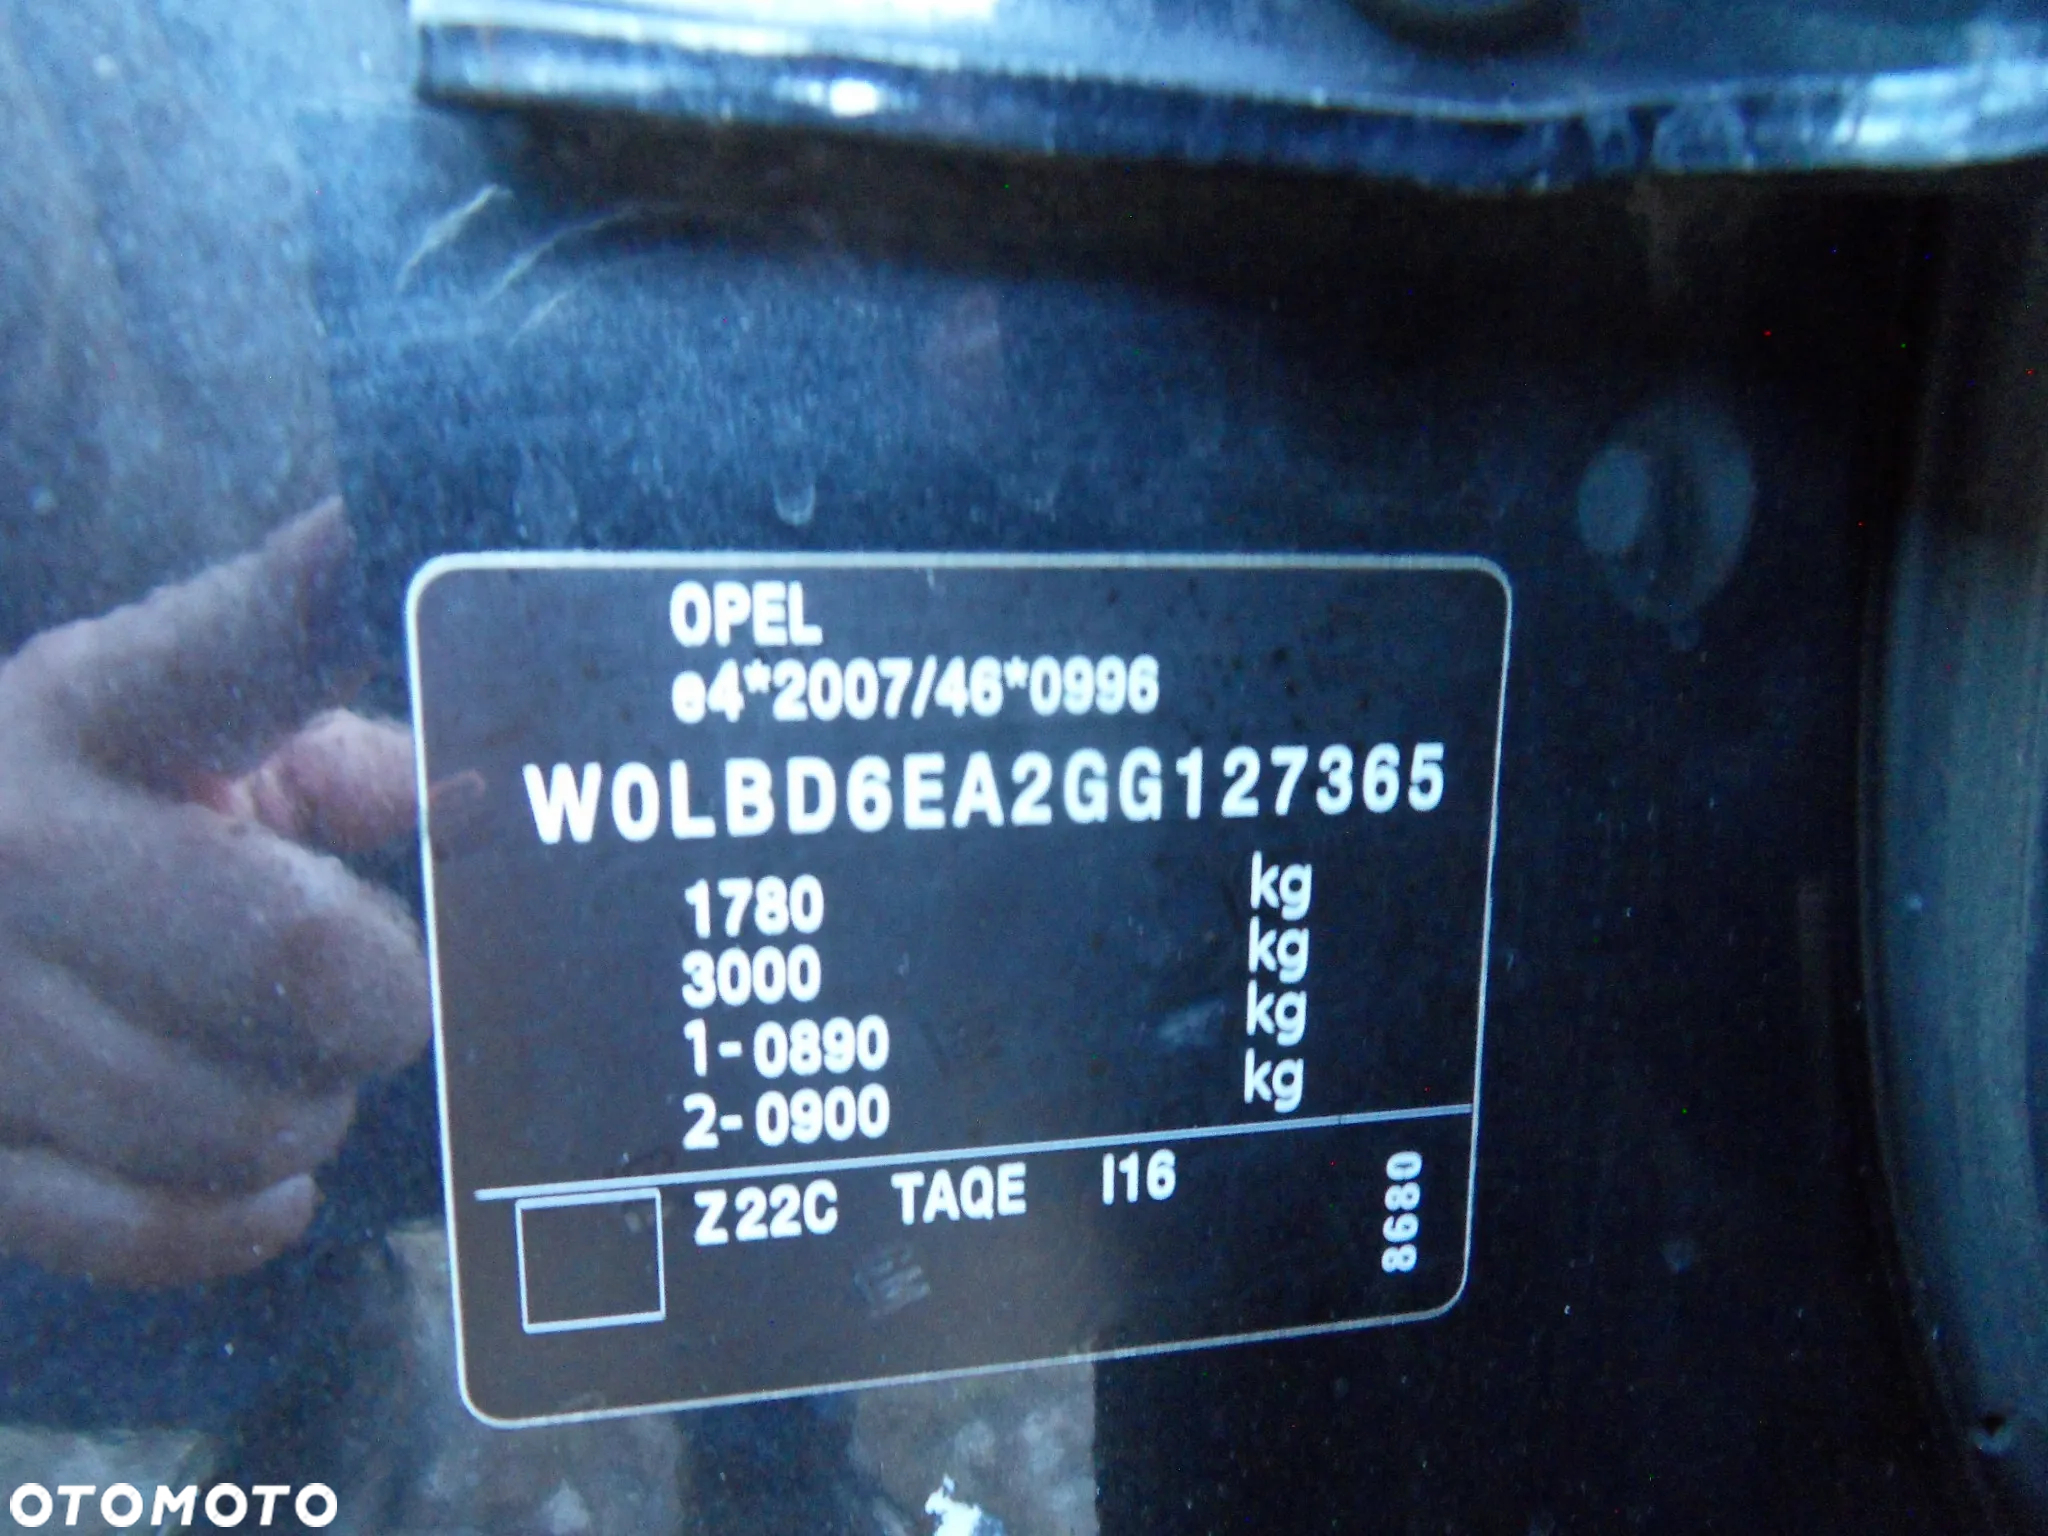 OPEL
e4*2007/46*0996
W0LBD6EA2GG127365
1780 kg
3000 kg
1-0890 kg
2-0900 kg
Z22C TAQE I16
8680
OTOMOTO